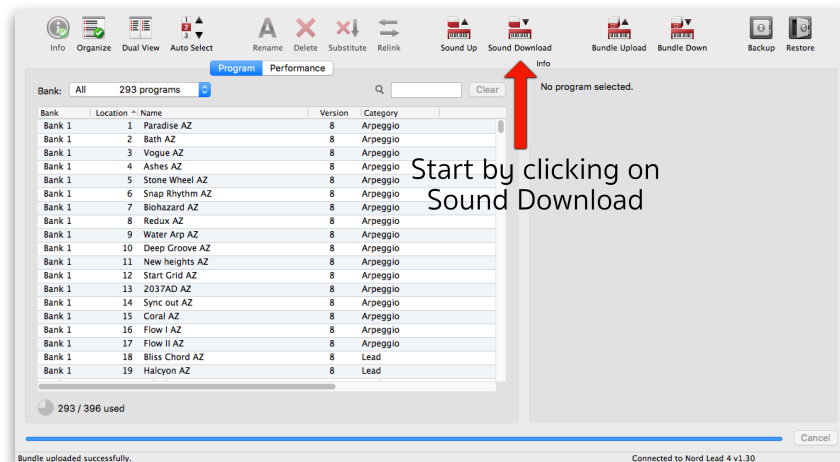 Info Organize Dual View Auto Select Rename Delete Substitute Relink Sound Up Sound Download Bundle Upload Bundle Down Backup Restore
Program Performance
Info
Bank: All 293 programs Clear
No program selected.
Bank Location Name Version Category
Bank 1 1 Paradise AZ 8 Arpeggio
Bank 1 2 Bath AZ 8 Arpeggio
Bank 1 3 Vogue AZ 8 Arpeggio
Bank 1 4 Ashes AZ 8 Arpeggio
Bank 1 5 Stone Wheel AZ 8 Arpeggio
Bank 1 6 Snap Rhythm AZ 8 Arpeggio
Bank 1 7 Biohazard AZ 8 Arpeggio
Bank 1 8 Redux AZ 8 Arpeggio
Bank 1 9 Water Arp AZ 8 Arpeggio
Bank 1 10 Deep Groove AZ 8 Arpeggio
Bank 1 11 New heights AZ 8 Arpeggio
Bank 1 12 Start Grid AZ 8 Arpeggio
Bank 1 13 2037AD AZ 8 Arpeggio
Bank 1 14 Sync out AZ 8 Arpeggio
Bank 1 15 Coral AZ 8 Arpeggio
Bank 1 16 Flow I AZ 8 Arpeggio
Bank 1 17 Flow II AZ 8 Arpeggio
Bank 1 18 Bliss Chord AZ 8 Lead
Bank 1 19 Halcyon AZ 8 Lead
Start by clicking on
Sound Download
293 / 396 used
Cancel
Bundle uploaded successfully. Connected to Nord Lead 4 v1.30